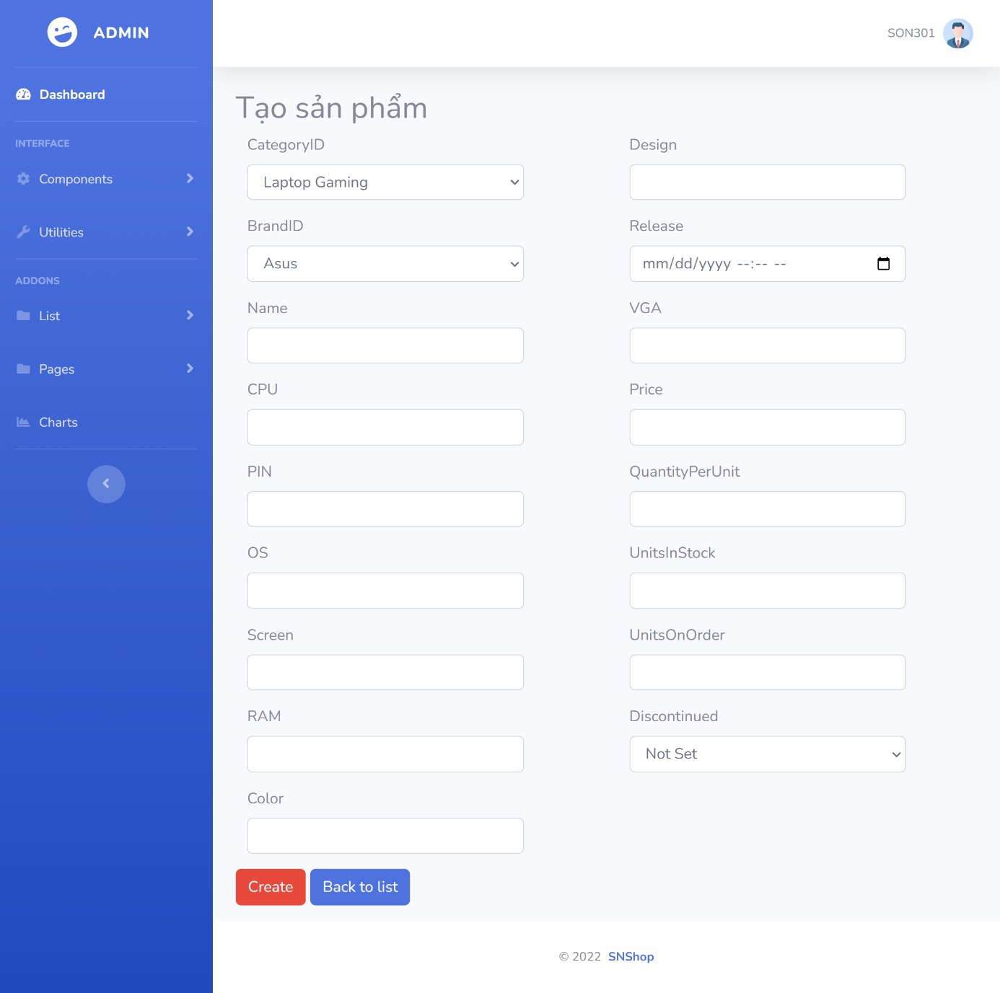 ADMIN
SON301
Dashboard
INTERFACE
Components
Utilities
ADDONS
List
Pages
Charts
Tạo sản phẩm
CategoryID
Laptop Gaming
BrandID
Asus
Name
CPU
PIN
OS
Screen
RAM
Color
Design
Release
mm/dd/yyyy --:-- --
VGA
Price
QuantityPerUnit
UnitsInStock
UnitsOnOrder
Discontinued
Not Set
Create
Back to list
© 2022 SNShop